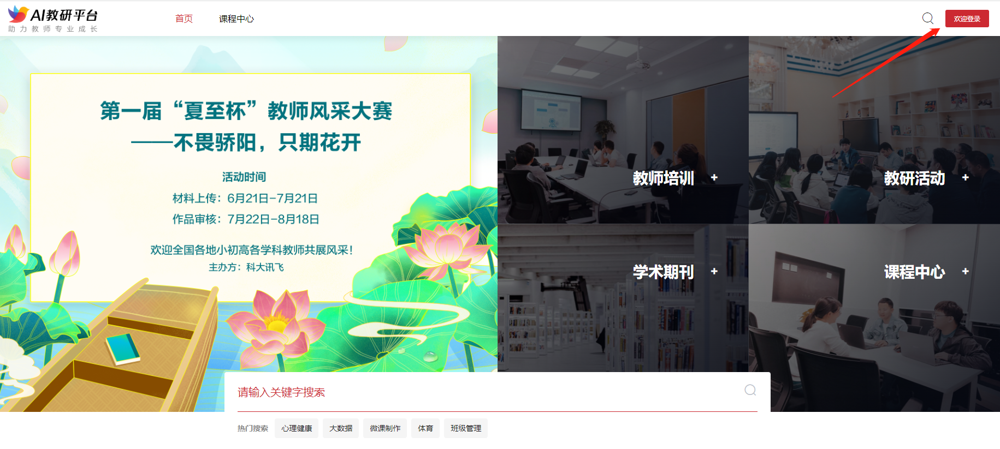 AI教研平台
助力教师专业成长
首页
课程中心
欢迎登录
第一届“夏至杯”教师风采大赛
——不畏骄阳，只期花开
活动时间
材料上传：6月21日-7月21日
作品审核：7月22日-8月18日
欢迎全国各地小初高各学科教师共展风采！
主办方：科大讯飞
教师培训 +
教研活动 +
学术期刊 +
课程中心 +
请输入关键字搜索
热门搜索
心理健康
大数据
微课制作
体育
班级管理